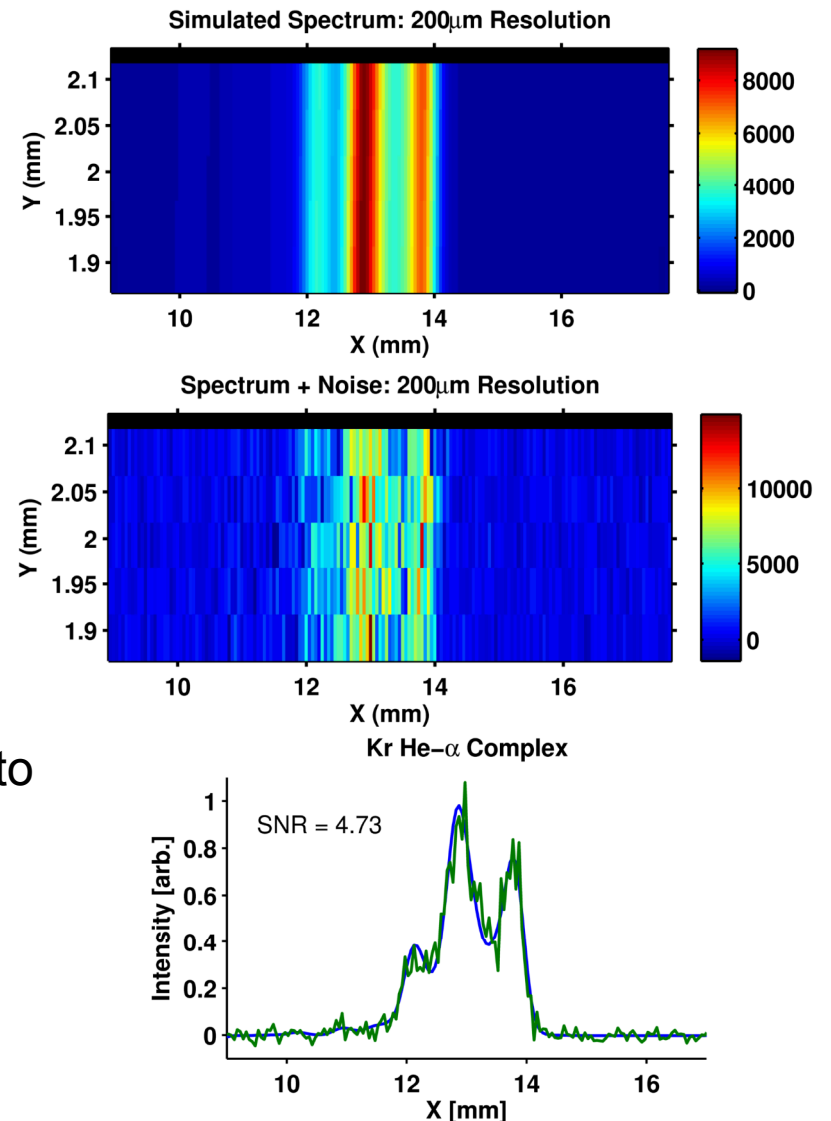 Simulated Spectrum: 200μm Resolution
2.1
2.05
2
1.95
1.9
Y (mm)
10 12 14 16
X (mm)
8000
6000
4000
2000
0
Spectrum + Noise: 200μm Resolution
2.1
2.05
2
1.95
1.9
Y (mm)
10 12 14 16
X (mm)
10000
5000
0
to
Kr He−α Complex
SNR = 4.73
1
0.8
0.6
0.4
0.2
0
Intensity [arb.]
10 12 14 16
X [mm]